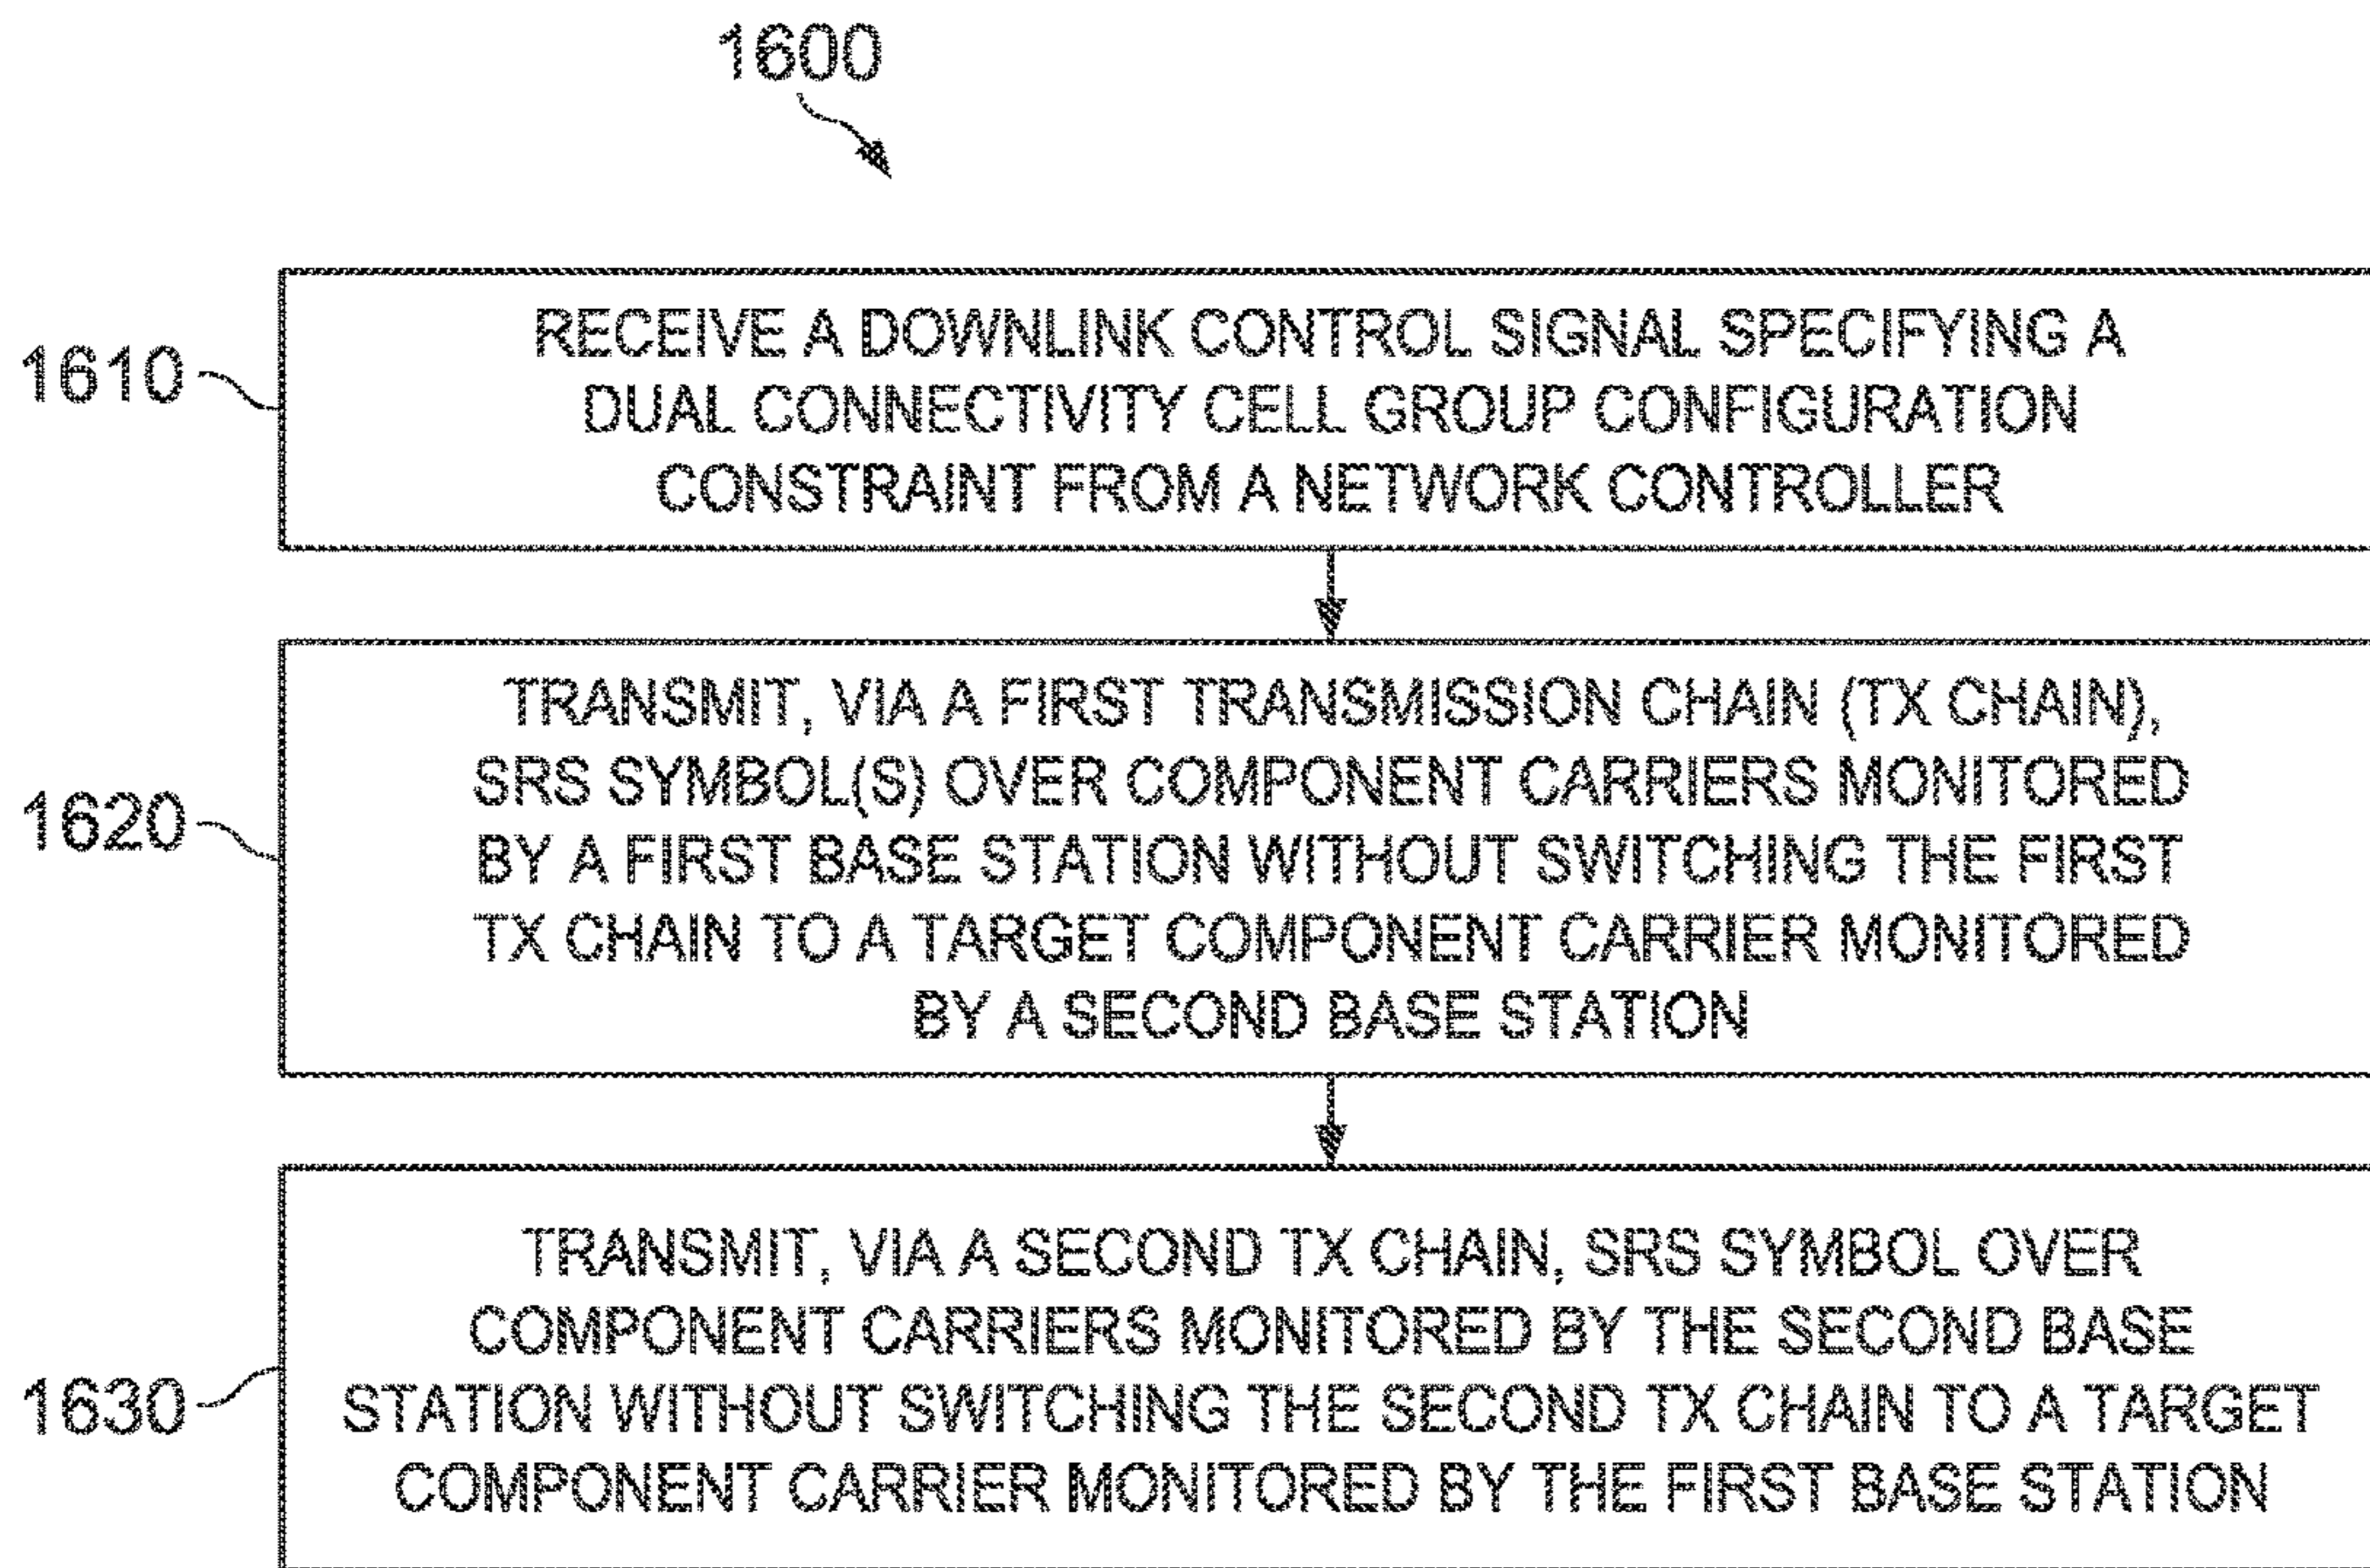 1600
1610
RECEIVE A DOWNLINK CONTROL SIGNAL SPECIFYING A
DUAL CONNECTIVITY CELL GROUP CONFIGURATION
CONSTRAINT FROM A NETWORK CONTROLLER
1620
TRANSMIT, VIA A FIRST TRANSMISSION CHAIN (TX CHAIN),
SRS SYMBOL(S) OVER COMPONENT CARRIERS MONITORED
BY A FIRST BASE STATION WITHOUT SWITCHING THE FIRST
TX CHAIN TO A TARGET COMPONENT CARRIER MONITORED
BY A SECOND BASE STATION
1630
TRANSMIT, VIA A SECOND TX CHAIN, SRS SYMBOL OVER
COMPONENT CARRIERS MONITORED BY THE SECOND BASE
STATION WITHOUT SWITCHING THE SECOND TX CHAIN TO A TARGET
COMPONENT CARRIER MONITORED BY THE FIRST BASE STATION